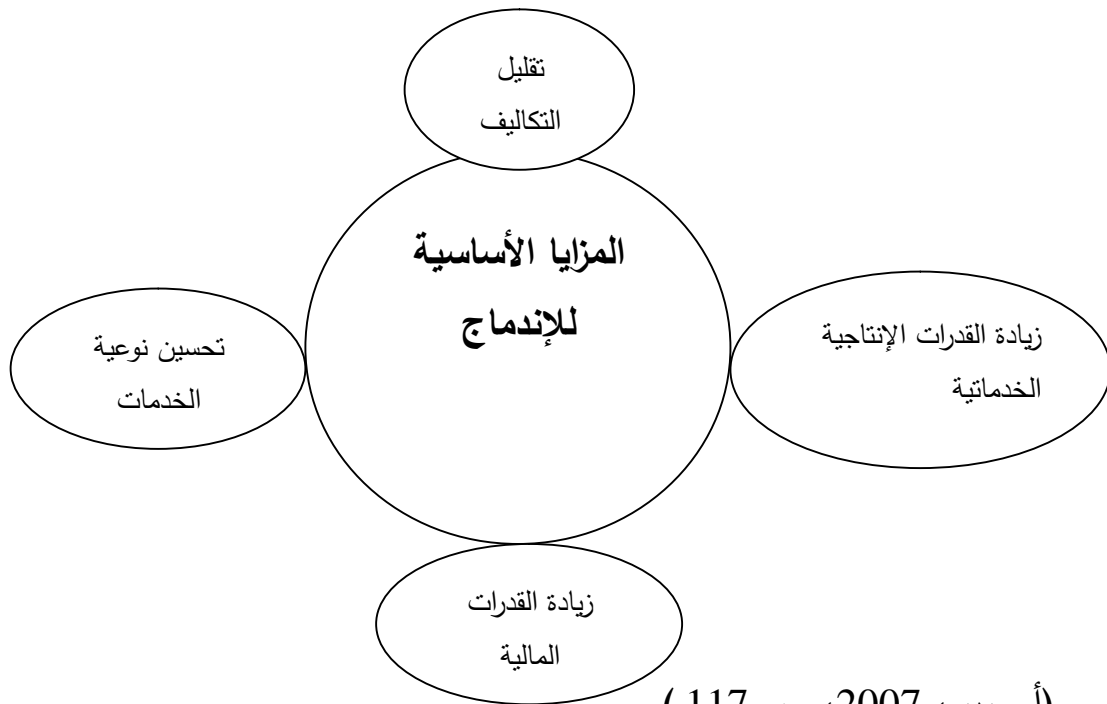 تقليل
التكاليف
المزايا الأساسية
للإندماج
زيادة القدرات الإنتاجية
الخدماتية
تحسين نوعية
الخدمات
زيادة القدرات
المالية
2007، 117 )